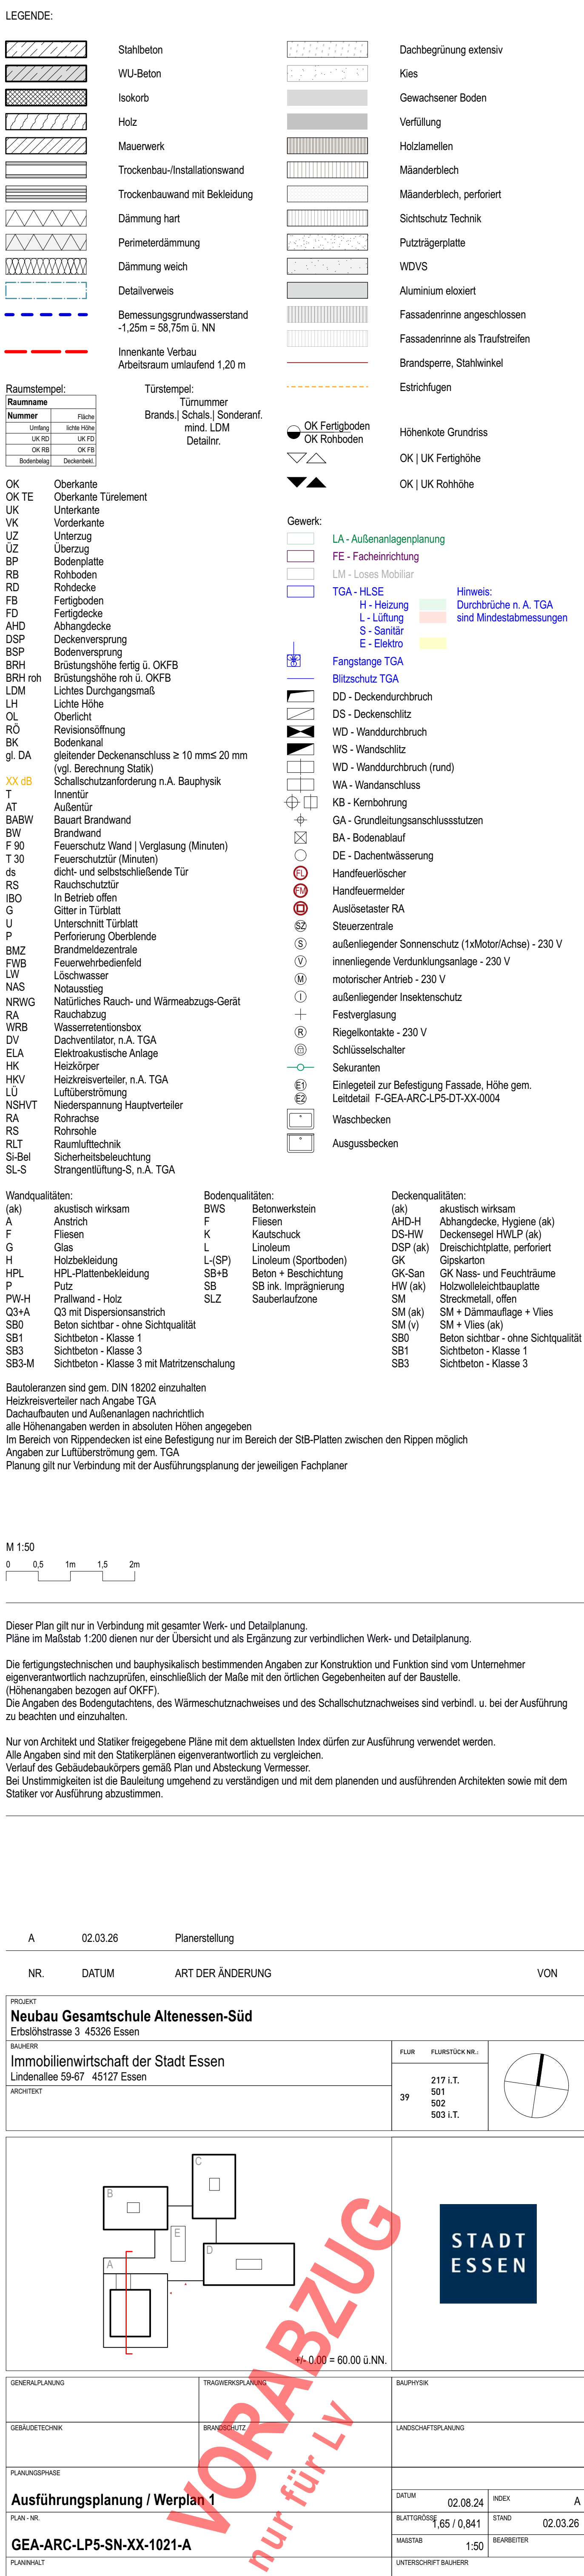 LEGENDE:
Stahlbeton
WU-Beton
Isokorb
Holz
Mauerwerk
Trockenbau-/Installationswand
Trockenbauwand mit Bekleidung
Dämmung hart
Perimeterdämmung
Dämmung weich
Detailverweis
Bemessungsgrundwasserstand
-1,25m = 58,75m ü. NN
Innenkante Verbau
Arbeitsraum umlaufend 1,20 m
Dachbegrünung extensiv
Kies
Gewachsener Boden
Verfüllung
Holzlamellen
Mäanderblech
Mäanderblech, perforiert
Sichtschutz Technik
Putzträgerplatte
WDVS
Aluminium eloxiert
Fassadenrinne angeschlossen
Fassadenrinne als Traufstreifen
Brandsperre, Stahlwinkel
Estrichfugen
Raumstempel:
Raumname
Nummer Fläche
Umfang lichte Höhe
UK RD UK FD
OK RB OK FB
Bodenbelag Deckenbekl.
Türstempel:
Türnummer
Brands.| Schals.| Sonderanf.
mind. LDM
Detailnr.
OK Fertigboden
OK Rohboden
Höhenkote Grundriss
OK | UK Fertighöhe
OK | UK Rohhöhe
OK Oberkante
OK TE Oberkante Türelement
UK Unterkante
VK Vorderkante
UZ Unterzug
ÜZ Überzug
BP Bodenplatte
RB Rohboden
RD Rohdecke
FB Fertigboden
FD Fertigdecke
AHD Abhangdecke
DSP Deckenversprung
BSP Bodenversprung
BRH Brüstungshöhe fertig ü. OKFB
BRH roh Brüstungshöhe roh ü. OKFB
LDM Lichtes Durchgangsmaß
LH Lichte Höhe
OL Oberlicht
RÖ Revisionsöffnung
BK Bodenkanal
gl. DA gleitender Deckenanschluss ≥ 10 mm≤ 20 mm
(vgl. Berechnung Statik)
XX dB Schallschutzanforderung n.A. Bauphysik
T Innentür
AT Außentür
BABW Bauart Brandwand
BW Brandwand
F 90 Feuerschutz Wand | Verglasung (Minuten)
T 30 Feuerschutztür (Minuten)
ds dicht- und selbstschließende Tür
RS Rauchschutztür
IBO In Betrieb offen
G Gitter in Türblatt
U Unterschnitt Türblatt
P Perforierung Oberblende
BMZ Brandmeldezentrale
FWB Feuerwehrbedienfeld
LW Löschwasser
NAS Notausstieg
NRWG Natürliches Rauch- und Wärmeabzugs-Gerät
RA Rauchabzug
WRB Wasserretentionsbox
DV Dachventilator, n.A. TGA
ELA Elektroakustische Anlage
HK Heizkörper
HKV Heizkreisverteiler, n.A. TGA
LÜ Luftüberströmung
NSHVT Niederspannung Hauptverteiler
RA Rohrachse
RS Rohrsohle
RLT Raumlufttechnik
Si-Bel Sicherheitsbeleuchtung
SL-S Strangentlüftung-S, n.A. TGA
Gewerk:
LA - Außenanlagenplanung
FE - Facheinrichtung
LM - Loses Mobiliar
TGA - HLSE
H - Heizung
L - Lüftung
S - Sanitär
E - Elektro
Hinweis:
Durchbrüche n. A. TGA
sind Mindestabmessungen
Fangstange TGA
Blitzschutz TGA
DD - Deckendurchbruch
DS - Deckenschlitz
WD - Wanddurchbruch
WS - Wandschlitz
WD - Wanddurchbruch (rund)
WA - Wandanschluss
KB - Kernbohrung
GA - Grundleitungsanschlussstutzen
BA - Bodenablauf
DE - Dachentwässerung
FL Handfeuerlöscher
FM Handfeuermelder
Auslösetaster RA
SZ Steuerzentrale
S außenliegender Sonnenschutz (1xMotor/Achse) - 230 V
V innenliegende Verdunklungsanlage - 230 V
M motorischer Antrieb - 230 V
I außenliegender Insektenschutz
Festverglasung
R Riegelkontakte - 230 V
Schlüsselschalter
Sekuranten
E1 Einlegeteil zur Befestigung Fassade, Höhe gem.
E2 Leitdetail F-GEA-ARC-LP5-DT-XX-0004
Waschbecken
Ausgussbecken
Wandqualitäten:
(ak) akustisch wirksam
A Anstrich
F Fliesen
G Glas
H Holzbekleidung
HPL HPL-Plattenbekleidung
P Putz
PW-H Prallwand - Holz
Q3+A Q3 mit Dispersionsanstrich
SB0 Beton sichtbar - ohne Sichtqualität
SB1 Sichtbeton - Klasse 1
SB3 Sichtbeton - Klasse 3
SB3-M Sichtbeton - Klasse 3 mit Matritzenschalung
Bodenqualitäten:
BWS Betonwerkstein
F Fliesen
K Kautschuck
L Linoleum
L-(SP) Linoleum (Sportboden)
SB+B Beton + Beschichtung
SB SB ink. Imprägnierung
SLZ Sauberlaufzone
Deckenqualitäten:
(ak) akustisch wirksam
AHD-H Abhangdecke, Hygiene (ak)
DS-HW Deckensegel HWLP (ak)
DSP (ak) Dreischichtplatte, perforiert
GK Gipskarton
GK-San GK Nass- und Feuchträume
HW (ak) Holzwolleleichtbauplatte
SM Streckmetall, offen
SM (ak) SM + Dämmauflage + Vlies
SM (v) SM + Vlies (ak)
SB0 Beton sichtbar - ohne Sichtqualität
SB1 Sichtbeton - Klasse 1
SB3 Sichtbeton - Klasse 3
Bautoleranzen sind gem. DIN 18202 einzuhalten
Heizkreisverteiler nach Angabe TGA
Dachaufbauten und Außenanlagen nachrichtlich
alle Höhenangaben werden in absoluten Höhen angegeben
Im Bereich von Rippendecken ist eine Befestigung nur im Bereich der StB-Platten zwischen den Rippen möglich
Angaben zur Luftüberströmung gem. TGA
Planung gilt nur Verbindung mit der Ausführungsplanung der jeweiligen Fachplaner
M 1:50
0 0,5 1m 1,5 2m
Dieser Plan gilt nur in Verbindung mit gesamter Werk- und Detailplanung.
Pläne im Maßstab 1:200 dienen nur der Übersicht und als Ergänzung zur verbindlichen Werk- und Detailplanung.
Die fertigungstechnischen und bauphysikalisch bestimmenden Angaben zur Konstruktion und Funktion sind vom Unternehmer
eigenverantwortlich nachzuprüfen, einschließlich der Maße mit den örtlichen Gegebenheiten auf der Baustelle.
(Höhenangaben bezogen auf OKFF).
Die Angaben des Bodengutachtens, des Wärmeschutznachweises und des Schallschutznachweises sind verbindl. u. bei der Ausführung
zu beachten und einzuhalten.
Nur von Architekt und Statiker freigegebene Pläne mit dem aktuellsten Index dürfen zur Ausführung verwendet werden.
Alle Angaben sind mit den Statikerplänen eigenverantwortlich zu vergleichen.
Verlauf des Gebäudebaukörpers gemäß Plan und Absteckung Vermesser.
Bei Unstimmigkeiten ist die Bauleitung umgehend zu verständigen und mit dem planenden und ausführenden Architekten sowie mit dem
Statiker vor Ausführung abzustimmen.
A 02.03.26 Planerstellung
NR. DATUM ART DER ÄNDERUNG VON
PROJEKT
Neubau Gesamtschule Altenessen-Süd
Erbslöhstrasse 3 45326 Essen
BAUHERR
Immobilienwirtschaft der Stadt Essen
Lindenallee 59-67 45127 Essen
ARCHITEKT
FLUR FLURSTÜCK NR.:
39
217 i.T.
501
502
503 i.T.
A
B
C
D
E
+/- 0.00 = 60.00 ü.NN.
STADT
ESSEN
VORABZUG
nur für LV
GENERALPLANUNG
TRAGWERKSPLANUNG
BAUPHYSIK
GEBÄUDETECHNIK
BRANDSCHUTZ
LANDSCHAFTSPLANUNG
PLANUNGSPHASE
Ausführungsplanung / Werplan 1
DATUM 02.08.24
INDEX A
PLAN - NR.
GEA-ARC-LP5-SN-XX-1021-A
BLATTGRÖSSE 1,65 / 0,841
STAND 02.03.26
MAßSTAB 1:50
BEARBEITER
PLANINHALT
UNTERSCHRIFT BAUHERR